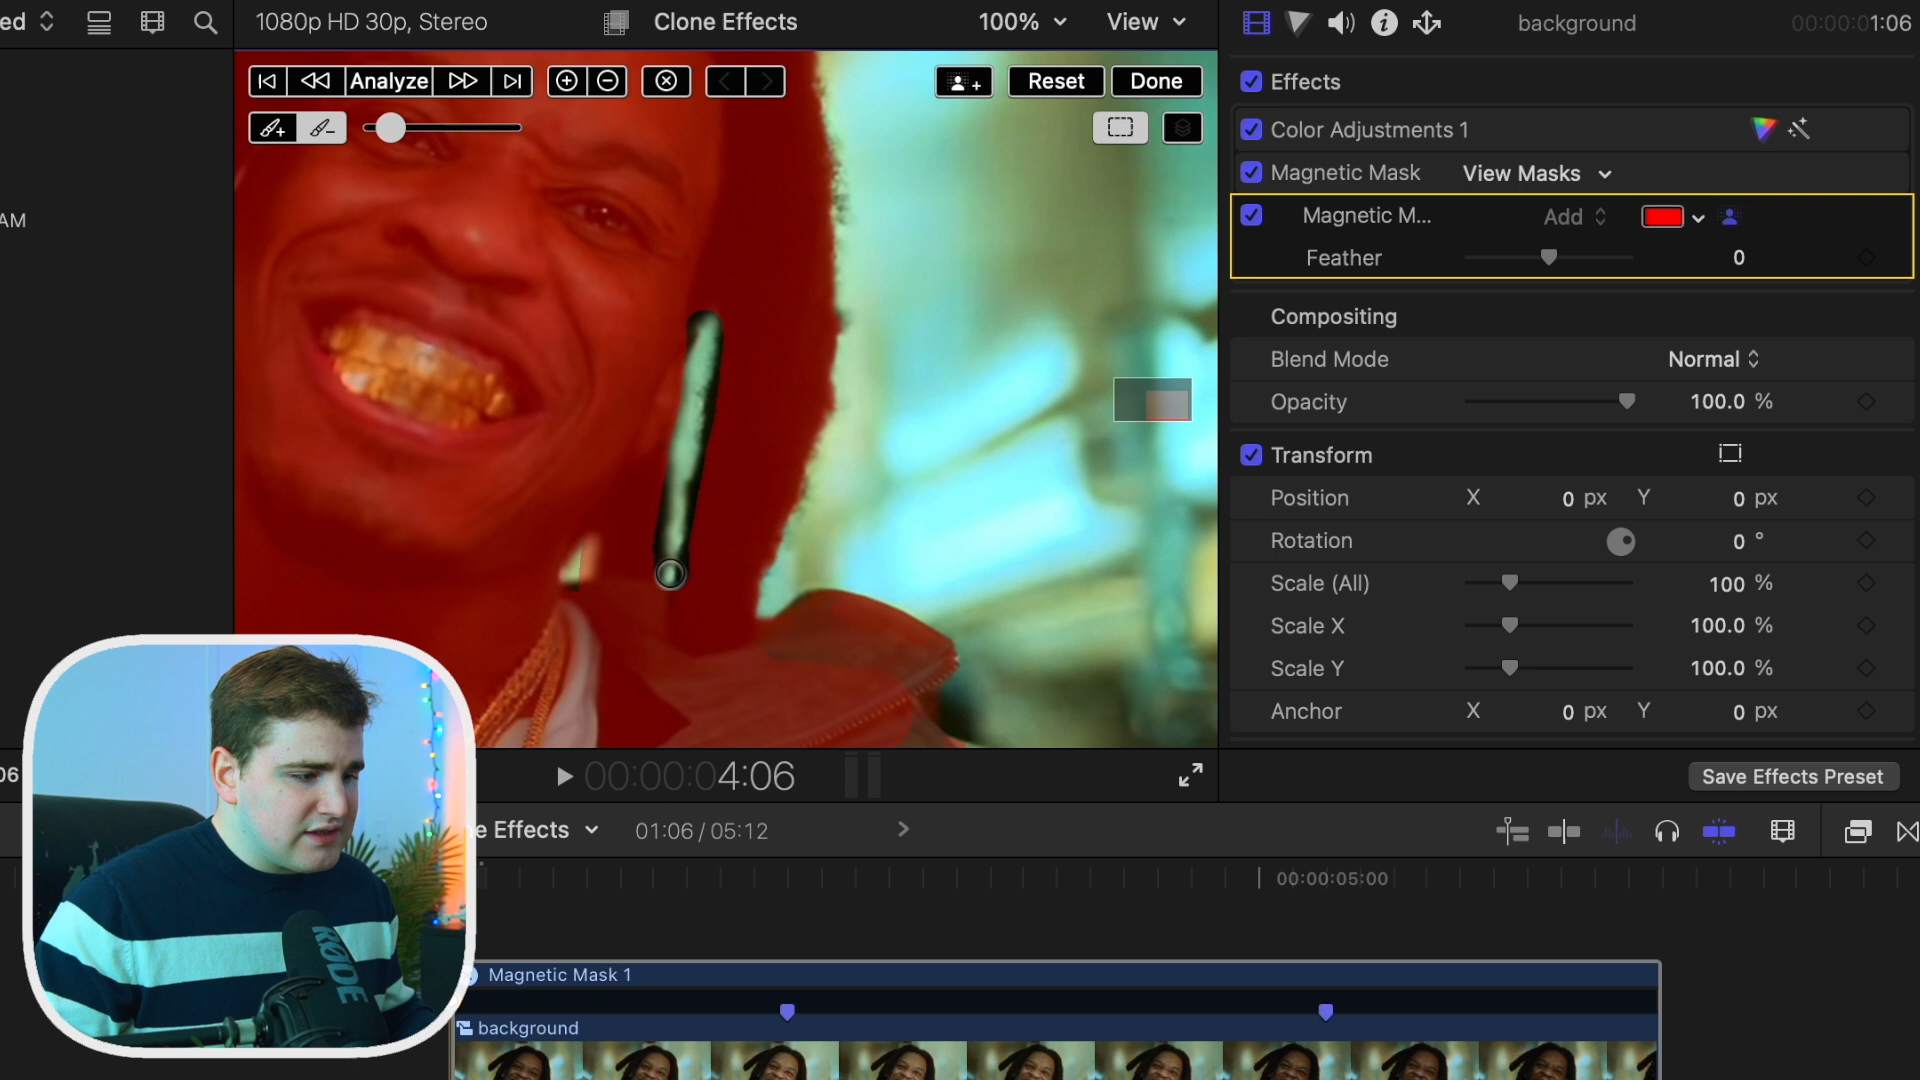 ed
1080p HD 30p, Stereo
Clone Effects
100%
View
background
00:00:01:06
Analyze
Reset
Done
AM
Effects
Color Adjustments 1
Magnetic Mask
View Masks
Magnetic M...
Add
Feather
0
Compositing
Blend Mode
Normal
Opacity
100.0 %
Transform
Position
X
0 px
Y
0 px
Rotation
0 °
Scale (All)
100 %
Scale X
100.0 %
Scale Y
100.0 %
Anchor
X
0 px
Y
0 px
06
00:00:04:06
Save Effects Preset
e Effects
01:06 / 05:12
00:00:05:00
RØDE
Magnetic Mask 1
background